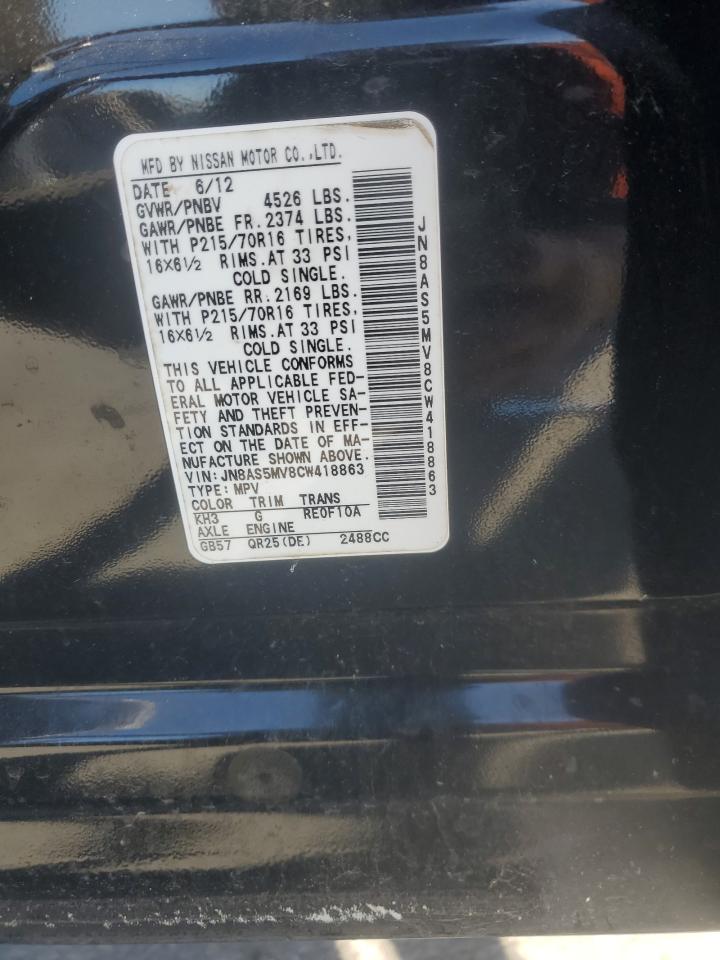 MFD BY NISSAN MOTOR CO.,LTD.
DATE 6/12
GVWR/PNBV 4526 LBS.
GAWR/PNBE FR. 2374 LBS.
WITH P215/70R16 TIRES,
16X6½ RIMS.AT 33 PSI
COLD SINGLE.
GAWR/PNBE RR. 2169 LBS.
WITH P215/70R16 TIRES,
16X6½ RIMS.AT 33 PSI
COLD SINGLE.
THIS VEHICLE CONFORMS
TO ALL APPLICABLE FED-
ERAL MOTOR VEHICLE SA-
FETY AND THEFT PREVEN-
TION STANDARDS IN EFF-
ECT ON THE DATE OF MA-
NUFACTURE SHOWN ABOVE.
VIN: JN8AS5MV8CW418863
TYPE: MPV
COLOR TRIM TRANS
KH3 G RE0F10A
AXLE ENGINE
GB57 QR25(DE) 2488CC
JN8AS5MV8CW418863